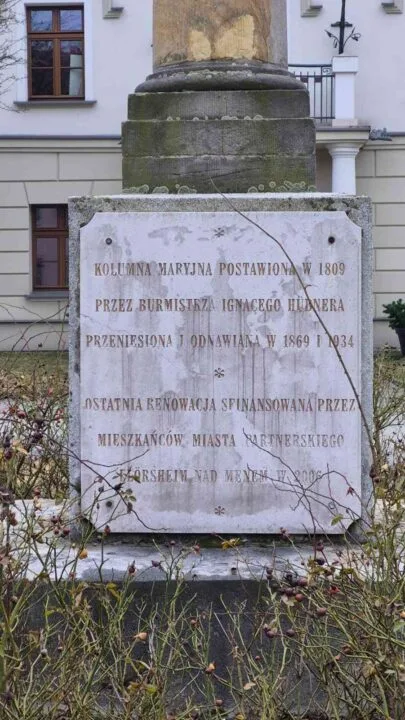 KOLUMNA MARYJNA POSTAWIONA W 1809
PRZEZ BURMISTRZA IGNACEGO HÜBNERA
PRZENIESIONA I ODNAWIANA W 1869 I 1934
*
OSTATNIA RENOWACJA SFINANSOWANA PRZEZ
MIESZKAŃCÓW MIASTA PARTNERSKIEGO
FLÖRSHEIM NAD MENEM W 2006
*